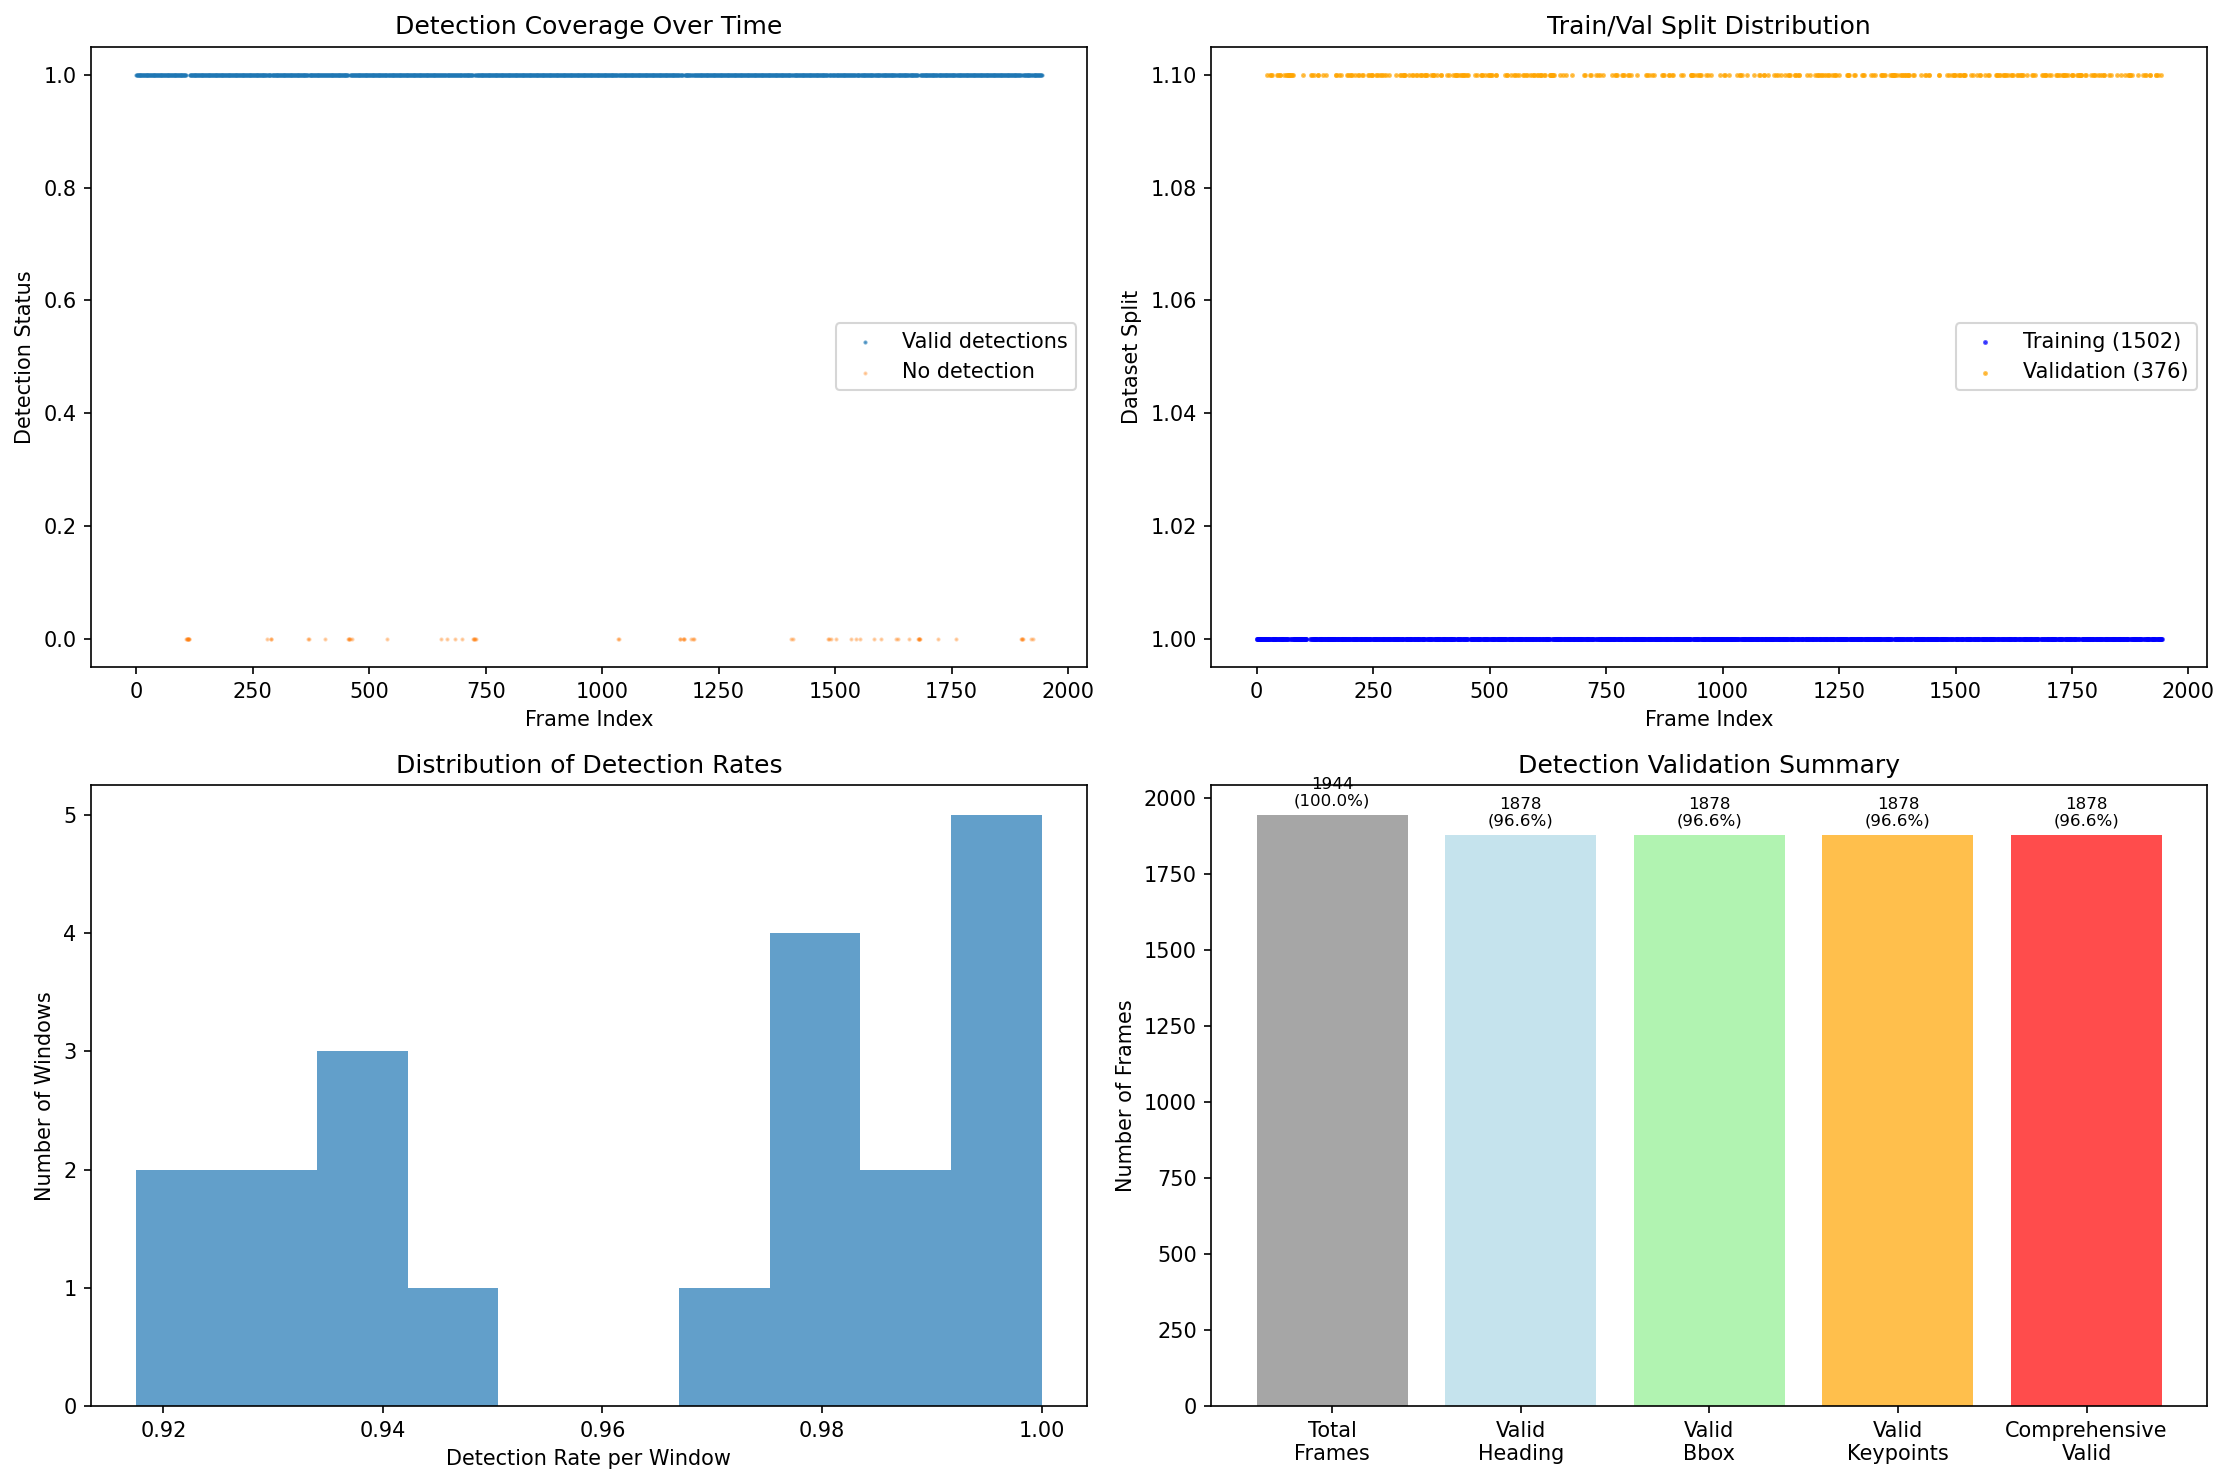 Detection Coverage Over Time
Detection Status
1.0
0.8
0.6
0.4
0.2
0.0
Valid detections
No detection
0 250 500 750 1000 1250 1500 1750 2000
Frame Index
Train/Val Split Distribution
Dataset Split
1.10
1.08
1.06
1.04
1.02
1.00
Training (1502)
Validation (376)
0 250 500 750 1000 1250 1500 1750 2000
Frame Index
Distribution of Detection Rates
Number of Windows
5
4
3
2
1
0
0.92 0.94 0.96 0.98 1.00
Detection Rate per Window
Detection Validation Summary
Number of Frames
2000
1750
1500
1250
1000
750
500
250
0
1944
(100.0%)
1878
(96.6%)
1878
(96.6%)
1878
(96.6%)
1878
(96.6%)
Total
Frames
Valid
Heading
Valid
Bbox
Valid
Keypoints
Comprehensive
Valid